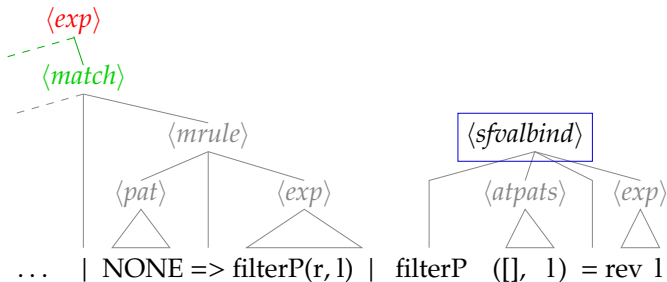 ⟨exp⟩
⟨match⟩
⟨mrule⟩ ⟨sfvalbind⟩
⟨pat⟩ ⟨exp⟩ ⟨atpats⟩ ⟨exp⟩
... | NONE => filterP(r, l) | filterP ([], l) = rev l